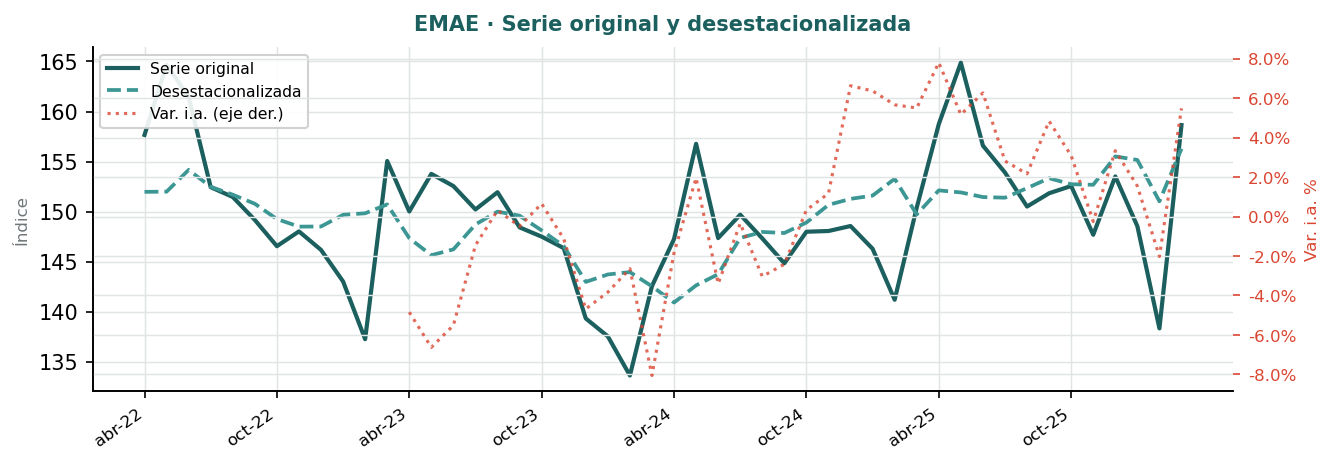 EMAE · Serie original y desestacionalizada
Serie original
Desestacionalizada
Var. i.a. (eje der.)
Índice
165
160
155
150
145
140
135
8.0%
6.0%
4.0%
2.0%
0.0%
-2.0%
-4.0%
-6.0%
-8.0%
Var. i.a. %
abr-22
oct-22
abr-23
oct-23
abr-24
oct-24
abr-25
oct-25